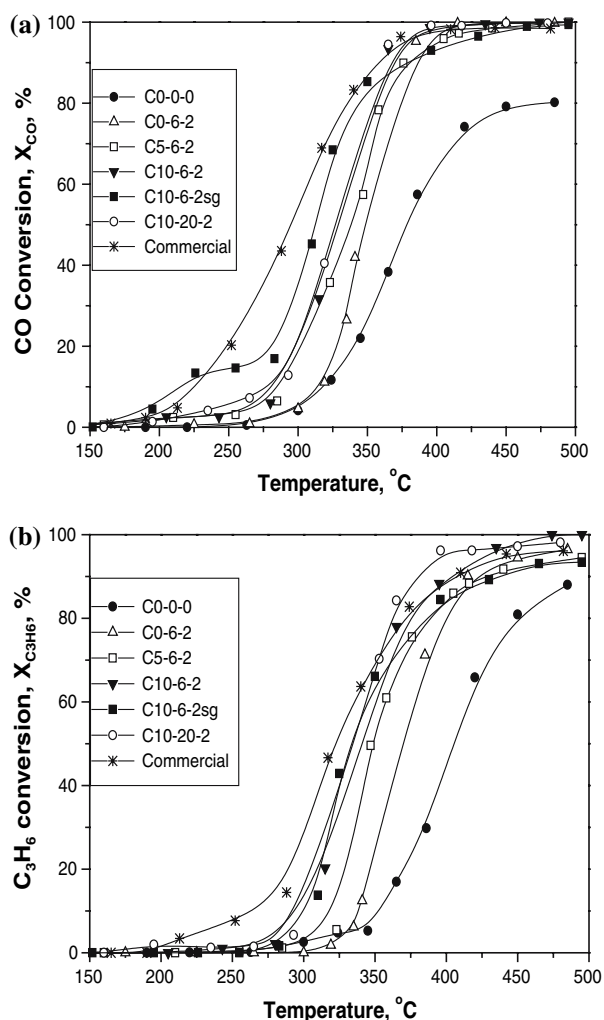 (a)
100
80
60
40
20
0
CO Conversion, X_CO, %
C0-0-0
C0-6-2
C5-6-2
C10-6-2
C10-6-2sg
C10-20-2
Commercial
150 200 250 300 350 400 450 500
Temperature, °C
(b)
100
80
60
40
20
0
C₃H₆ conversion, X_C3H6, %
C0-0-0
C0-6-2
C5-6-2
C10-6-2
C10-6-2sg
C10-20-2
Commercial
150 200 250 300 350 400 450 500
Temperature, °C